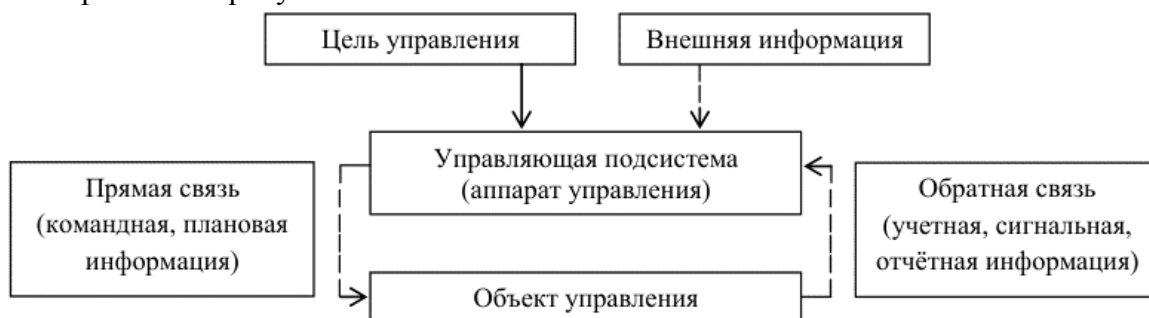 Цель управления
Внешняя информация
Управляющая подсистема
(аппарат управления)
Прямая связь
(командная, плановая
информация)
Обратная связь
(учетная, сигнальная,
отчётная информация)
Объект управления